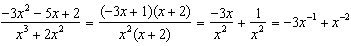 (-3x² - 5x + 2)/(x³ + 2x²) = ((-3x + 1)(x + 2))/(x²(x + 2)) = (-3x)/x² + 1/x² = -3x⁻¹ + x⁻²